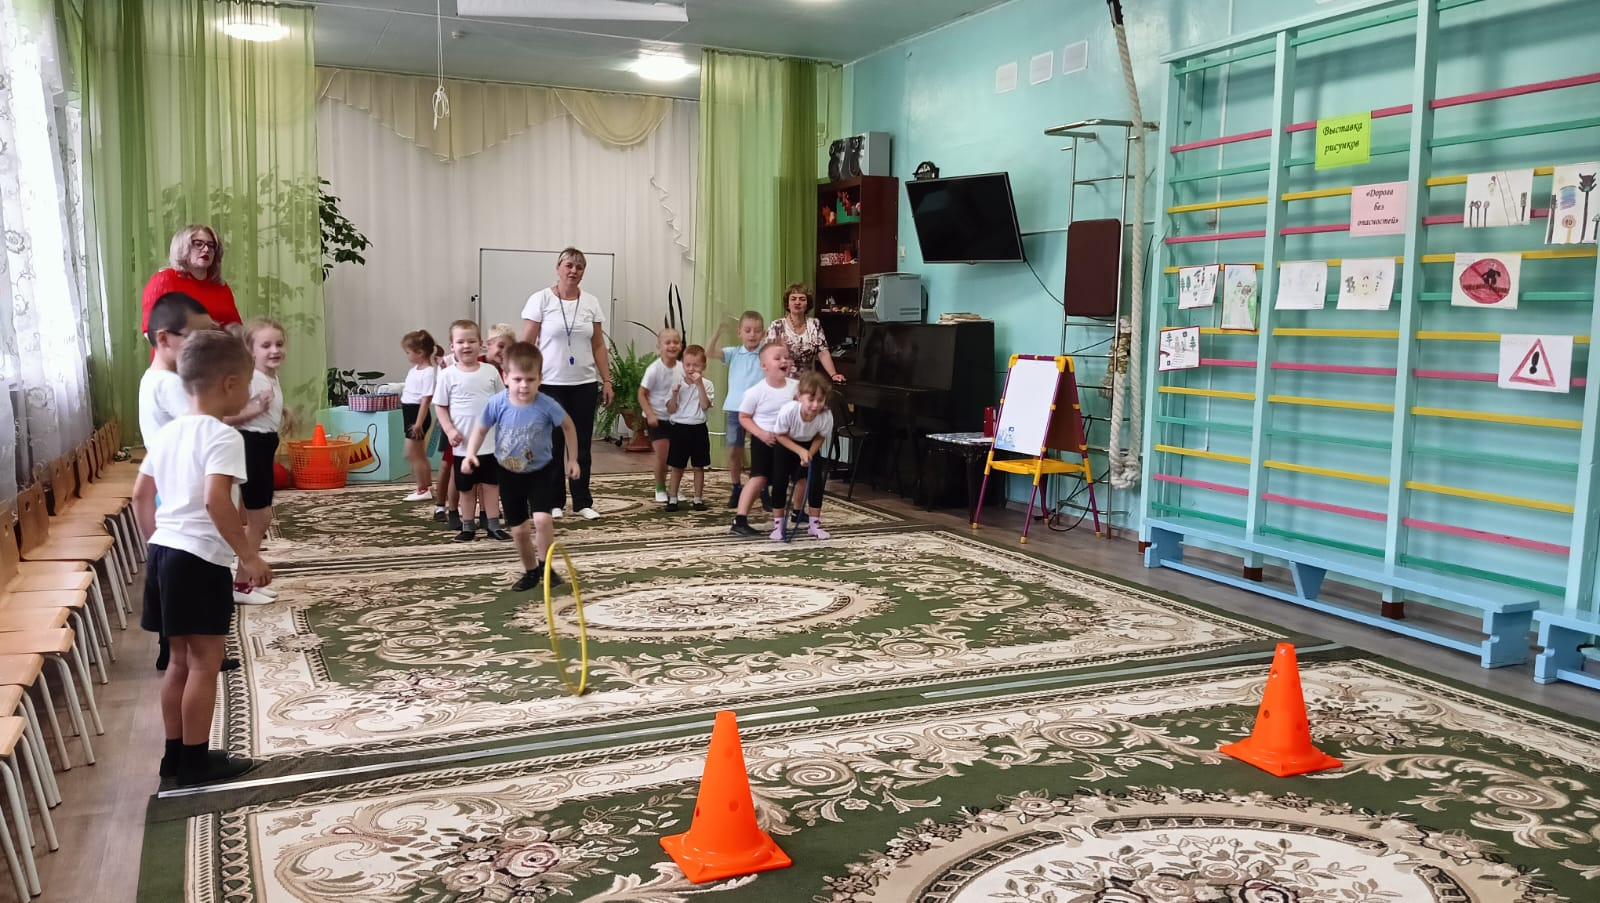 Выставка
рисунков
«Дорога
без
опасностей»